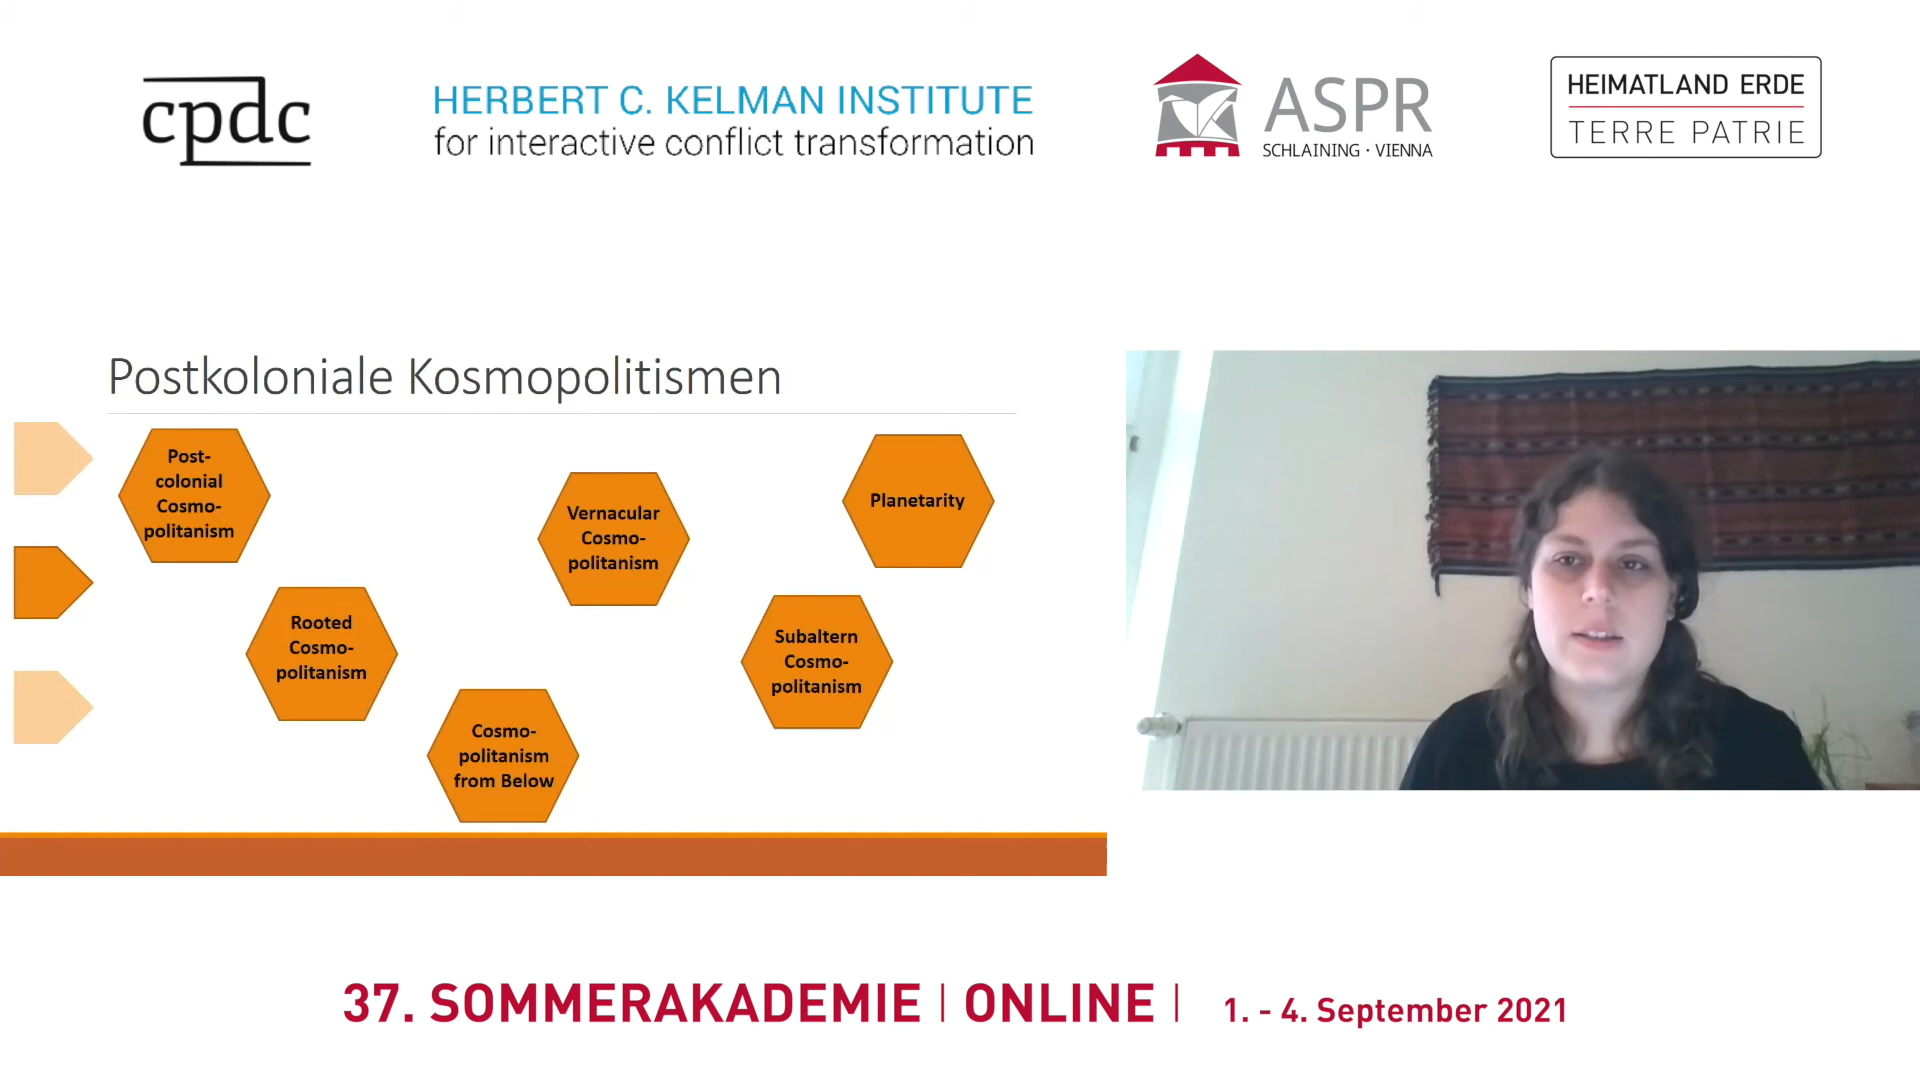 cpdc
HERBERT C. KELMAN INSTITUTE
for interactive conflict transformation
ASPR
SCHLAINING · VIENNA
HEIMATLAND ERDE
TERRE PATRIE
Postkoloniale Kosmopolitismen
Post-
colonial
Cosmo-
politanism
Rooted
Cosmo-
politanism
Cosmo-
politanism
from Below
Vernacular
Cosmo-
politanism
Subaltern
Cosmo-
politanism
Planetarity
37. SOMMERAKADEMIE | ONLINE | 1. - 4. September 2021